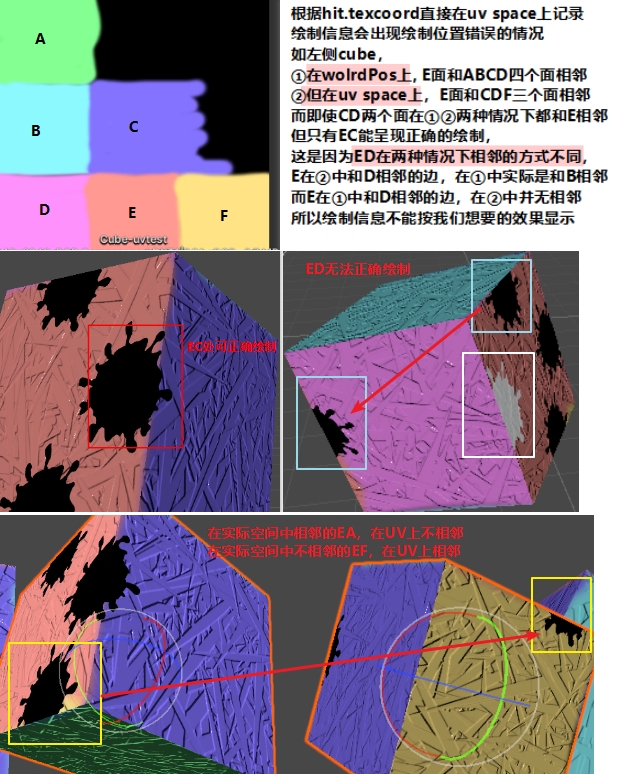 A
B
C
D
E
F
Cube-uvtest
根据hit.texcoord直接在uv space上记录
绘制信息会出现绘制位置错误的情况
如左侧cube，
①在wolrdPos上, E面和ABCD四个面相邻
②但在uv space上，E面和CDF三个面相邻
而即使CD两个面在①②两种情况下都和E相邻
但只有EC能呈现正确的绘制，
这是因为ED在两种情况下相邻的方式不同，
E在②中和D相邻的边，在①中实际是和B相邻
而E在①中和D相邻的边，在②中并无相邻
所以绘制信息不能按我们想要的效果显示
EC处可正确绘制
ED无法正确绘制
在实际空间中相邻的EA，在UV上不相邻
在实际空间中不相邻的EF，在UV上相邻